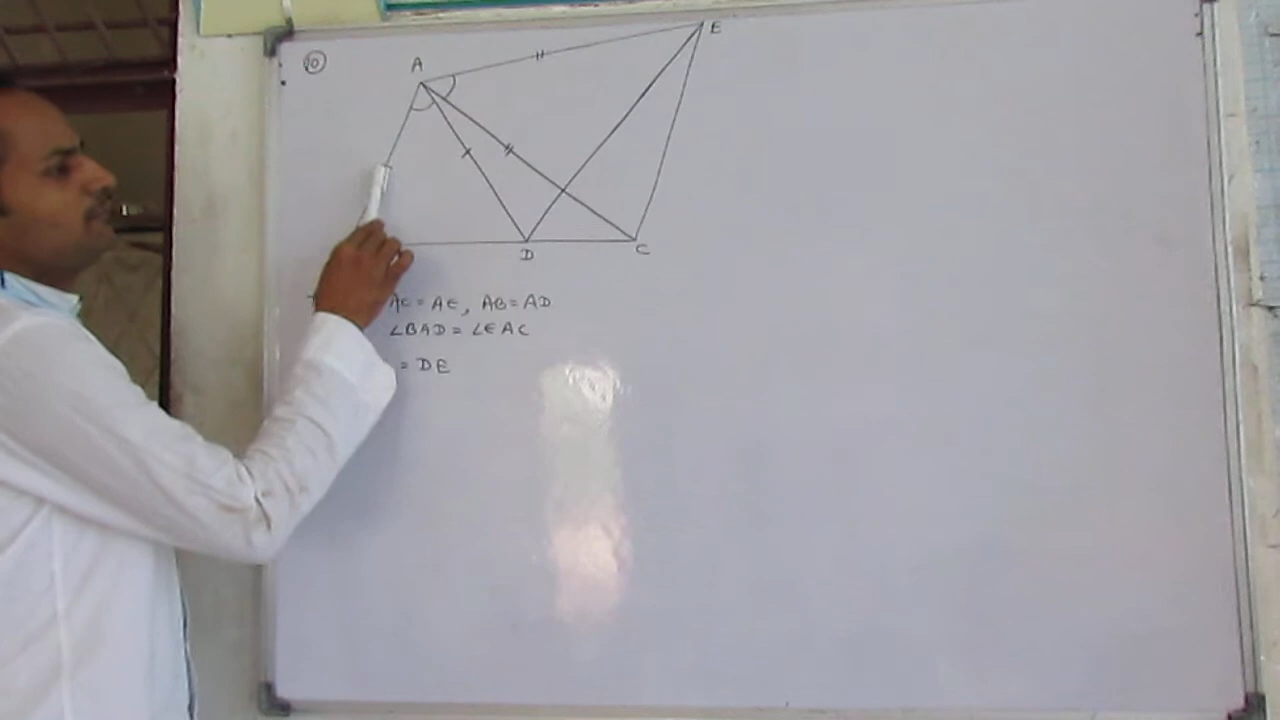 10
A
E
D
C
AC = AE, AB = AD
∠BAD = ∠EAC
= DE